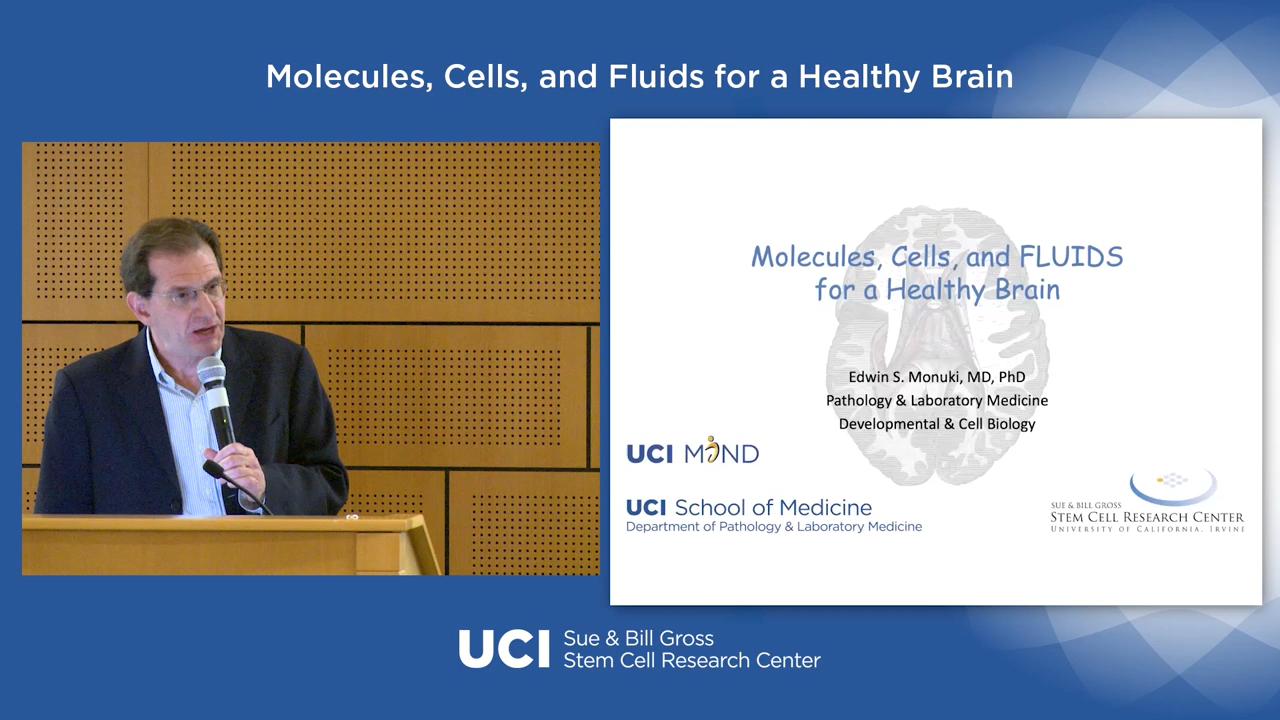 Molecules, Cells, and Fluids for a Healthy Brain
Molecules, Cells, and FLUIDS
for a Healthy Brain
Edwin S. Monuki, MD, PhD
Pathology & Laboratory Medicine
Developmental & Cell Biology
UCI MIND
UCI School of Medicine
Department of Pathology & Laboratory Medicine
SUE & BILL GROSS
STEM CELL RESEARCH CENTER
UNIVERSITY OF CALIFORNIA, IRVINE
UCI Sue & Bill Gross
Stem Cell Research Center